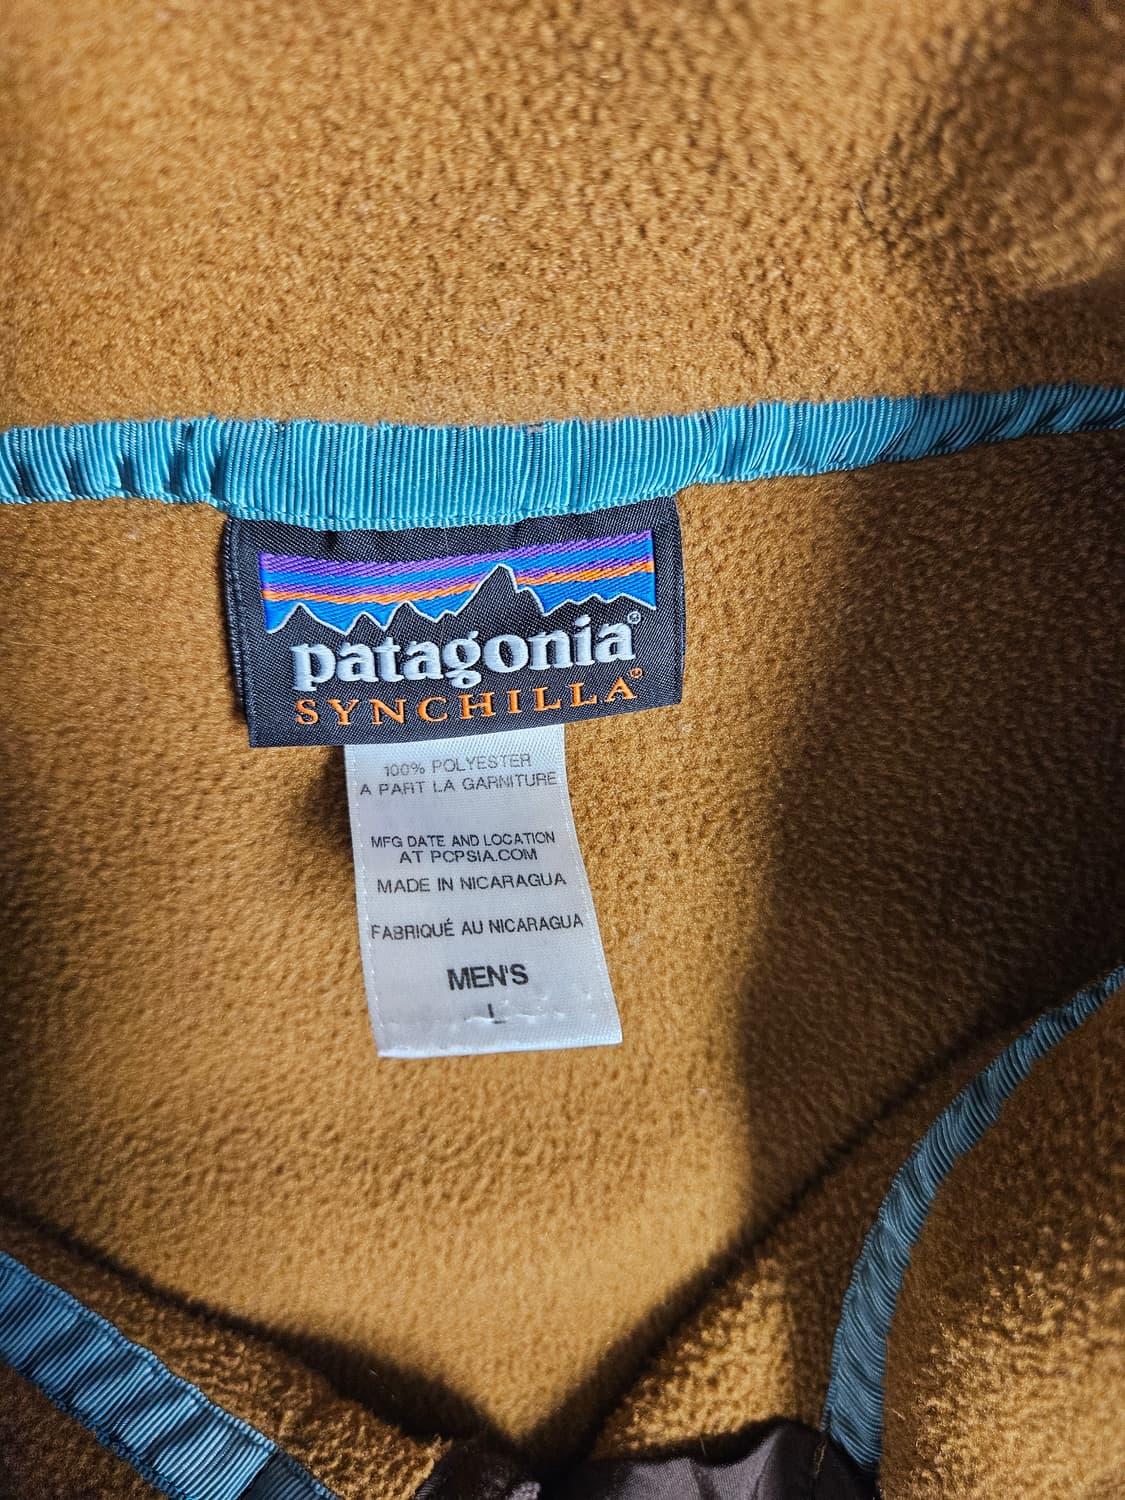 patagonia®
SYNCHILLA®
100% POLYESTER
A PART LA GARNITURE
MFG DATE AND LOCATION
AT PCPSIA.COM
MADE IN NICARAGUA
FABRIQUÉ AU NICARAGUA
MEN'S
L